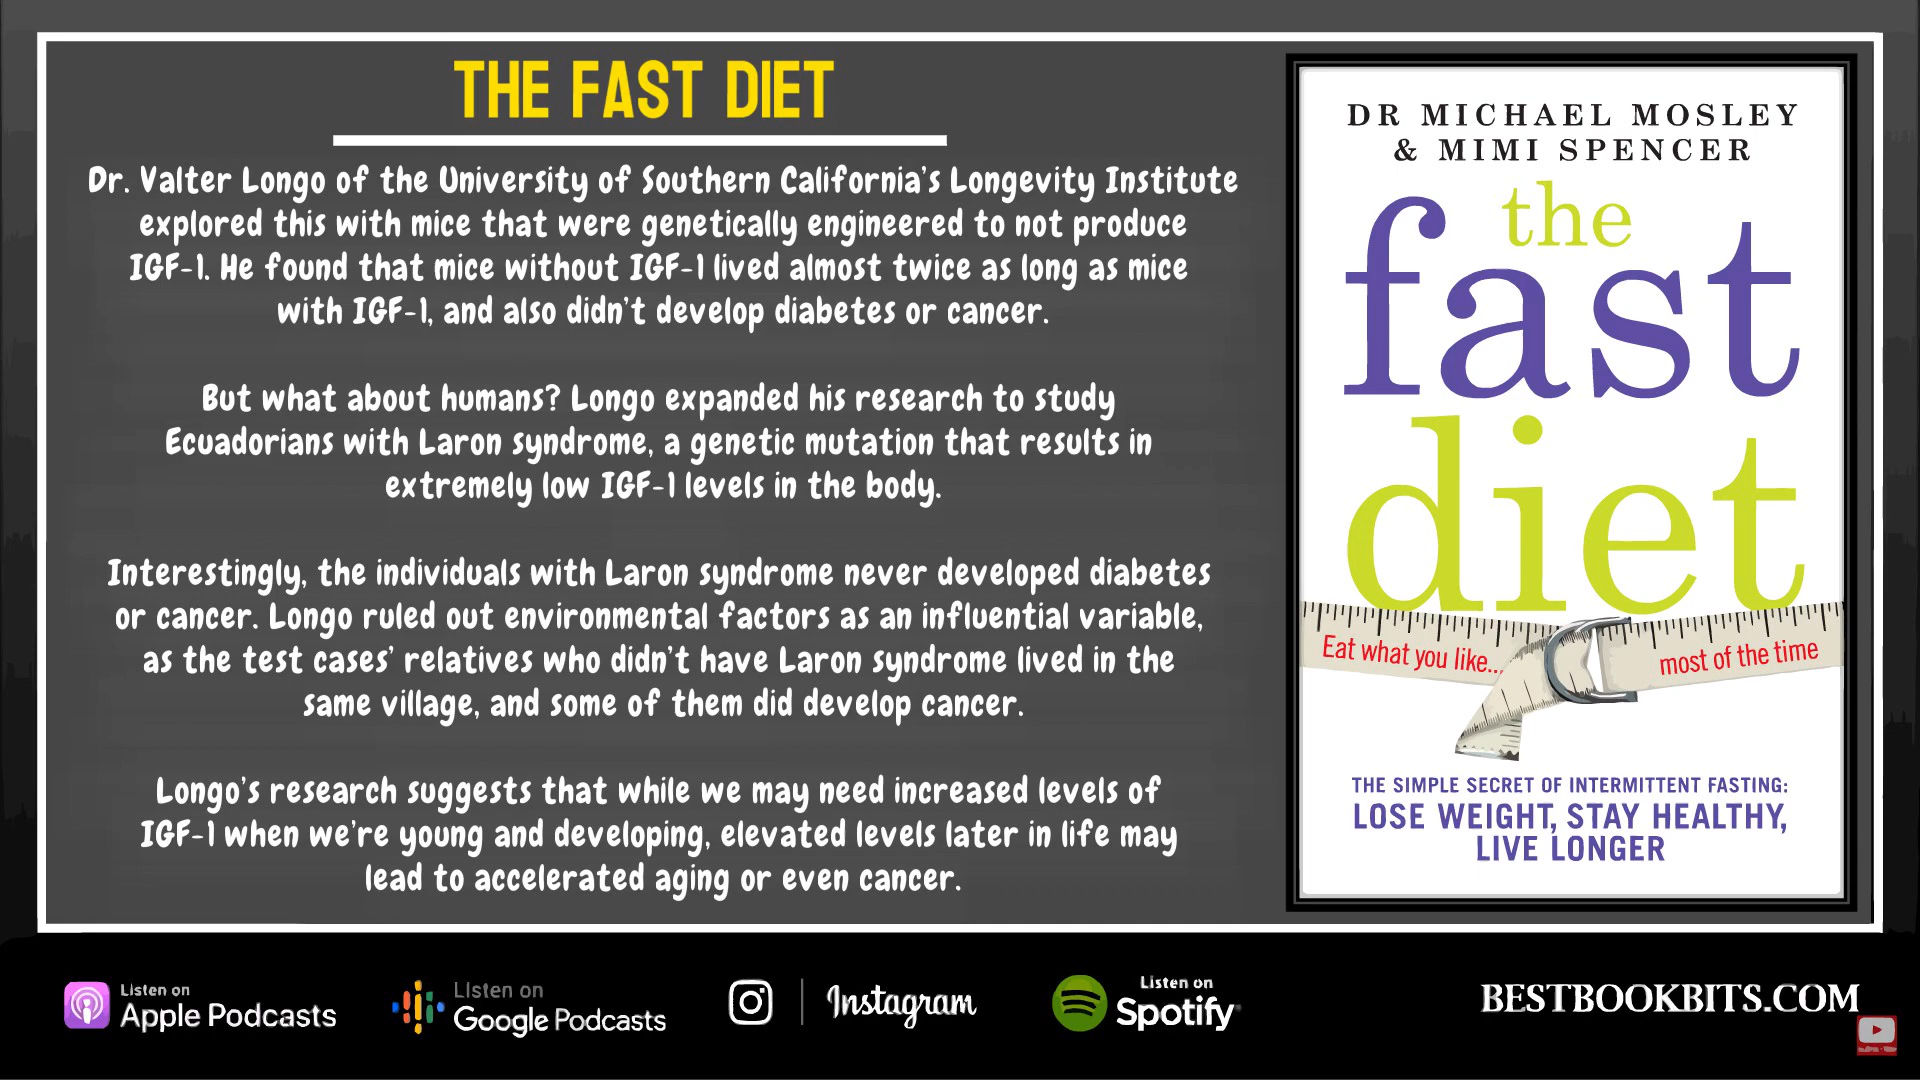 THE FAST DIET
Dr. Valter Longo of the University of Southern California's Longevity Institute
explored this with mice that were genetically engineered to not produce
IGF-1. He found that mice without IGF-1 lived almost twice as long as mice
with IGF-1, and also didn't develop diabetes or cancer.
But what about humans? Longo expanded his research to study
Ecuadorians with Laron syndrome, a genetic mutation that results in
extremely low IGF-1 levels in the body.
Interestingly, the individuals with Laron syndrome never developed diabetes
or cancer. Longo ruled out environmental factors as an influential variable,
as the test cases' relatives who didn't have Laron syndrome lived in the
same village, and some of them did develop cancer.
Longo's research suggests that while we may need increased levels of
IGF-1 when we're young and developing, elevated levels later in life may
lead to accelerated aging or even cancer.
DR MICHAEL MOSLEY
& MIMI SPENCER
the
fast
diet
Eat what you like... most of the time
THE SIMPLE SECRET OF INTERMITTENT FASTING:
LOSE WEIGHT, STAY HEALTHY,
LIVE LONGER
Listen on
Apple Podcasts
Listen on
Google Podcasts
Instagram
Listen on
Spotify
BESTBOOKBITS.COM